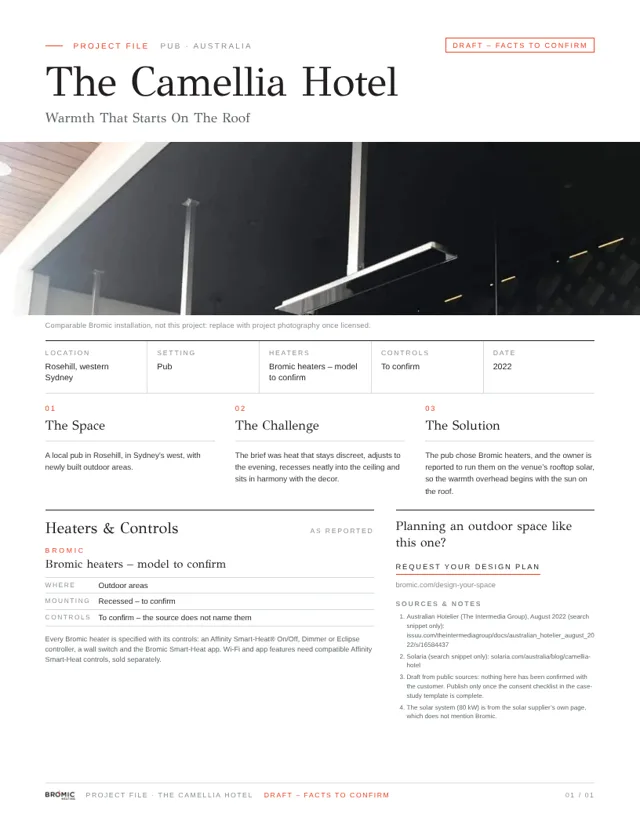 PROJECT FILE PUB · AUSTRALIA
DRAFT – FACTS TO CONFIRM
The Camellia Hotel
Warmth That Starts On The Roof
Comparable Bromic installation, not this project: replace with project photography once licensed.
LOCATION
Rosehill, western
Sydney
SETTING
Pub
HEATERS
Bromic heaters – model
to confirm
CONTROLS
To confirm
DATE
2022
01
The Space
A local pub in Rosehill, in Sydney's west, with
newly built outdoor areas.
02
The Challenge
The brief was heat that stays discreet, adjusts to
the evening, recesses neatly into the ceiling and
sits in harmony with the decor.
03
The Solution
The pub chose Bromic heaters, and the owner is
reported to run them on the venue's rooftop solar,
so the warmth overhead begins with the sun on
the roof.
Heaters & Controls
AS REPORTED
BROMIC
Bromic heaters – model to confirm
WHERE Outdoor areas
MOUNTING Recessed – to confirm
CONTROLS To confirm – the source does not name them
Every Bromic heater is specified with its controls: an Affinity Smart-Heat® On/Off, Dimmer or Eclipse
controller, a wall switch and the Bromic Smart-Heat app. Wi-Fi and app features need compatible Affinity
Smart-Heat controls, sold separately.
Planning an outdoor space like
this one?
REQUEST YOUR DESIGN PLAN
bromic.com/design-your-space
SOURCES & NOTES
1. Australian Hotelier (The Intermedia Group), August 2022 (search
snippet only):
issuu.com/theintermediagroup/docs/australian_hotelier_august_20
22/s/16584437
2. Solaria (search snippet only): solaria.com/australia/blog/camellia-
hotel
3. Draft from public sources: nothing here has been confirmed with
the customer. Publish only once the consent checklist in the case-
study template is complete.
4. The solar system (80 kW) is from the solar supplier's own page,
which does not mention Bromic.
BROMIC
HEATING
PROJECT FILE · THE CAMELLIA HOTEL DRAFT – FACTS TO CONFIRM
01 / 01